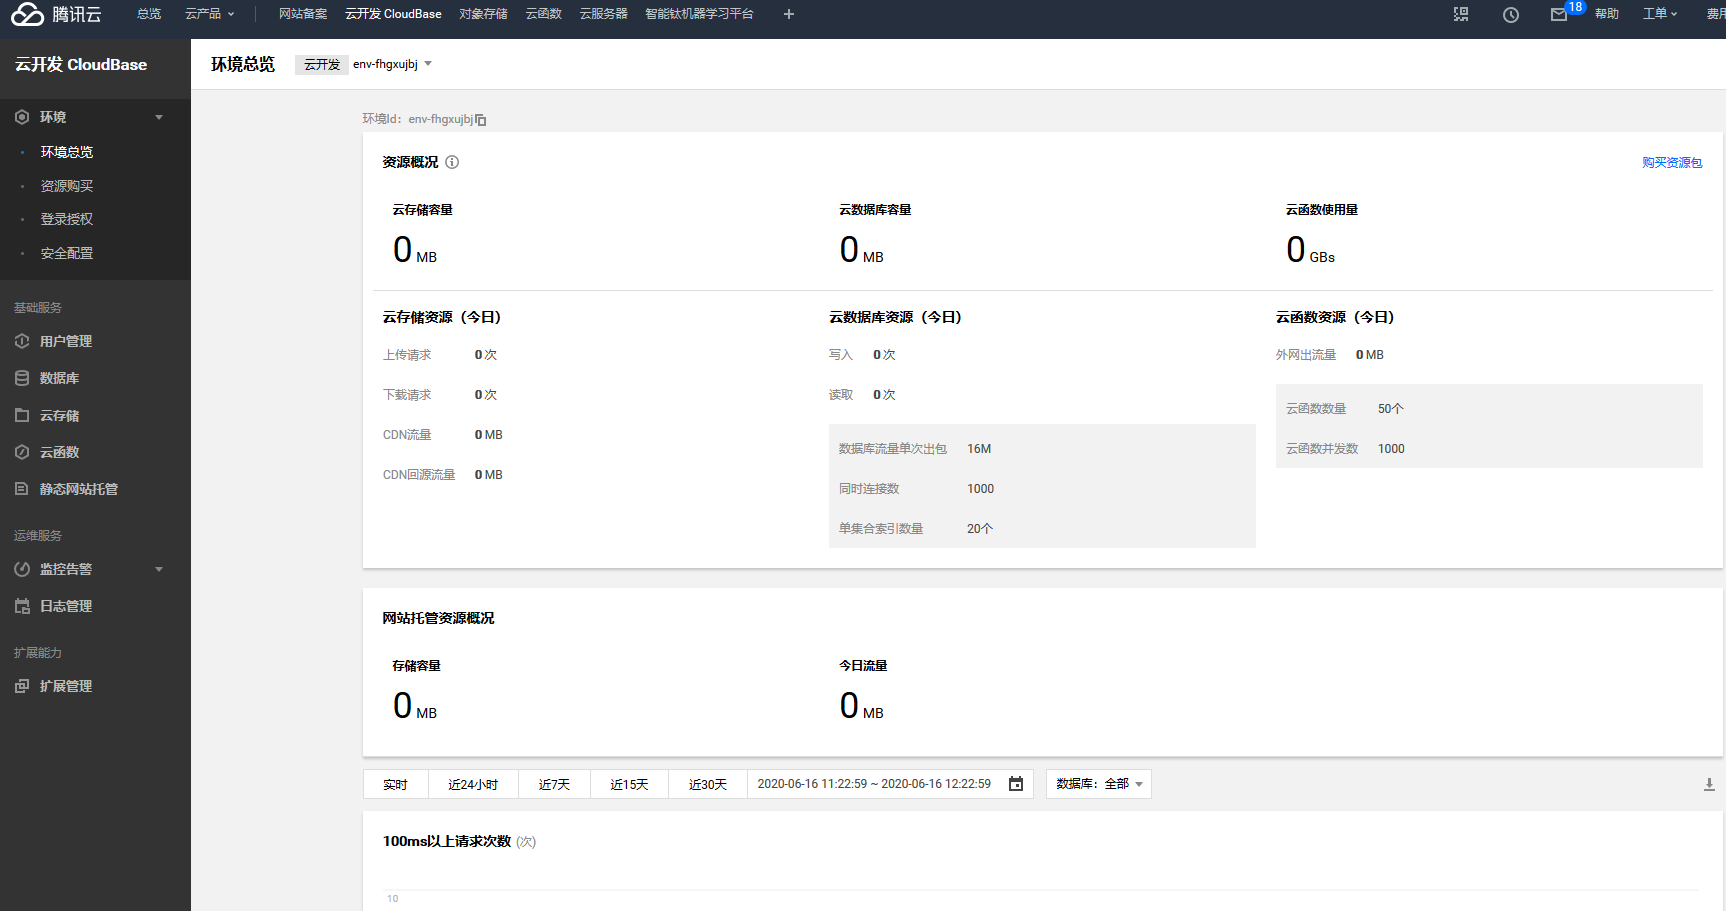 腾讯云 总览 云产品 网站备案 云开发 CloudBase 对象存储 云函数 云服务器 智能钛机器学习平台 + 18 帮助 工单
云开发 CloudBase
环境
环境总览
资源购买
登录授权
安全配置
基础服务
用户管理
数据库
云存储
云函数
静态网站托管
运维服务
监控告警
日志管理
扩展能力
扩展管理
环境总览 云开发 env-fhgxujbj
环境Id： env-fhgxujbj
资源概况 购买资源包
云存储容量 云数据库容量 云函数使用量
0 MB 0 MB 0 GBs
云存储资源（今日） 云数据库资源（今日） 云函数资源（今日）
上传请求 0 次 写入 0 次 外网出流量 0 MB
下载请求 0 次 读取 0 次 云函数数量 50个
CDN流量 0 MB 数据库流量单次出包 16M 云函数并发数 1000
CDN回源流量 0 MB 同时连接数 1000
单集合索引数量 20个
网站托管资源概况
存储容量 今日流量
0 MB 0 MB
实时 近24小时 近7天 近15天 近30天 2020-06-16 11:22:59 ~ 2020-06-16 12:22:59 数据库：全部
100ms以上请求次数 (次)
10